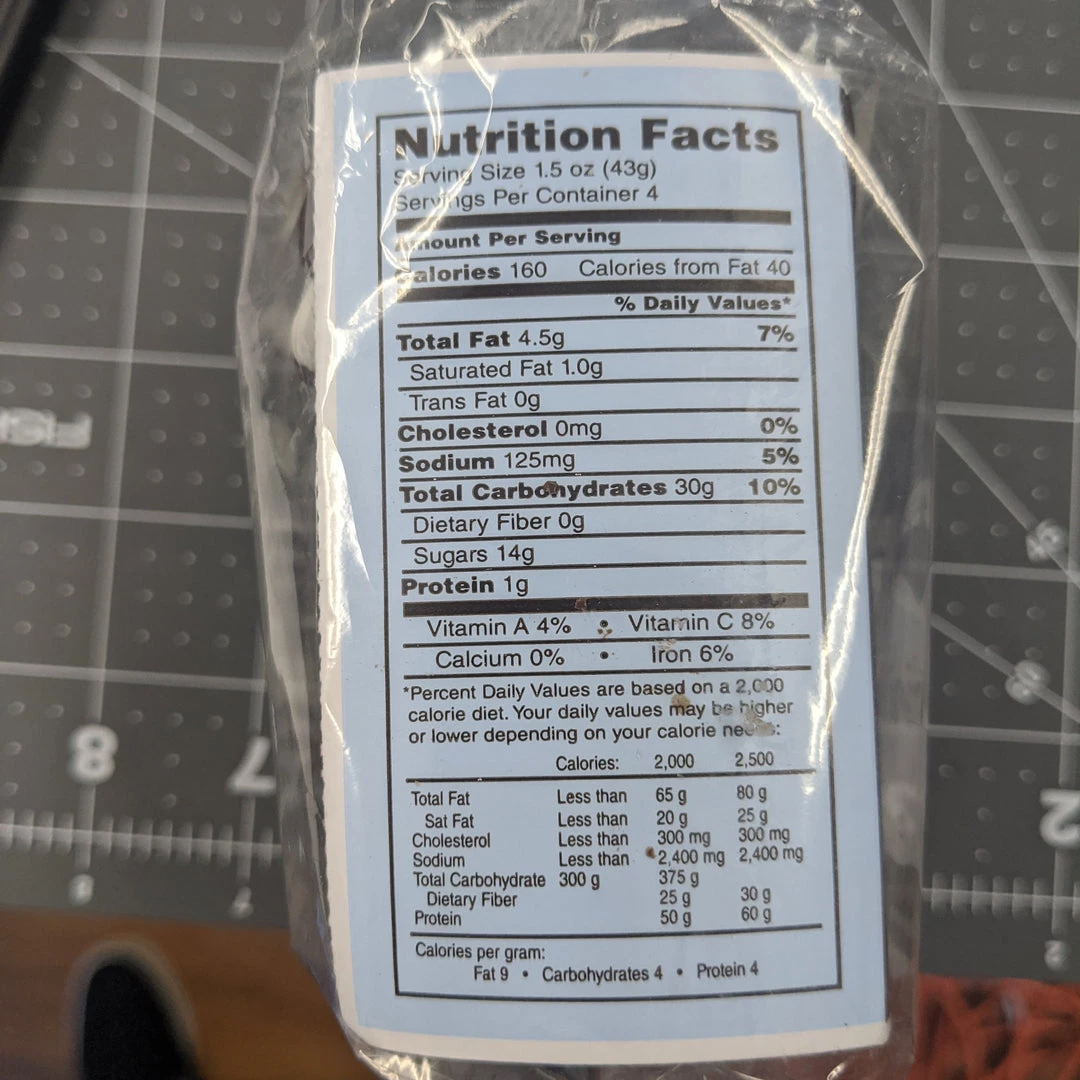 Nutrition Facts
Serving Size 1.5 oz (43g)
Servings Per Container 4
Amount Per Serving
Calories 160 Calories from Fat 40
% Daily Values*
Total Fat 4.5g 7%
Saturated Fat 1.0g
Trans Fat 0g
Cholesterol 0mg 0%
Sodium 125mg 5%
Total Carbohydrates 30g 10%
Dietary Fiber 0g
Sugars 14g
Protein 1g
Vitamin A 4% • Vitamin C 8%
Calcium 0% • Iron 6%
*Percent Daily Values are based on a 2,000
calorie diet. Your daily values may be higher
or lower depending on your calorie needs:
Calories: 2,000 2,500
Total Fat Less than 65 g 80 g
Sat Fat Less than 20 g 25 g
Cholesterol Less than 300 mg 300 mg
Sodium Less than 2,400 mg 2,400 mg
Total Carbohydrate 300 g 375 g
Dietary Fiber 25 g 30 g
Protein 50 g 60 g
Calories per gram:
Fat 9 • Carbohydrates 4 • Protein 4
8
7
2